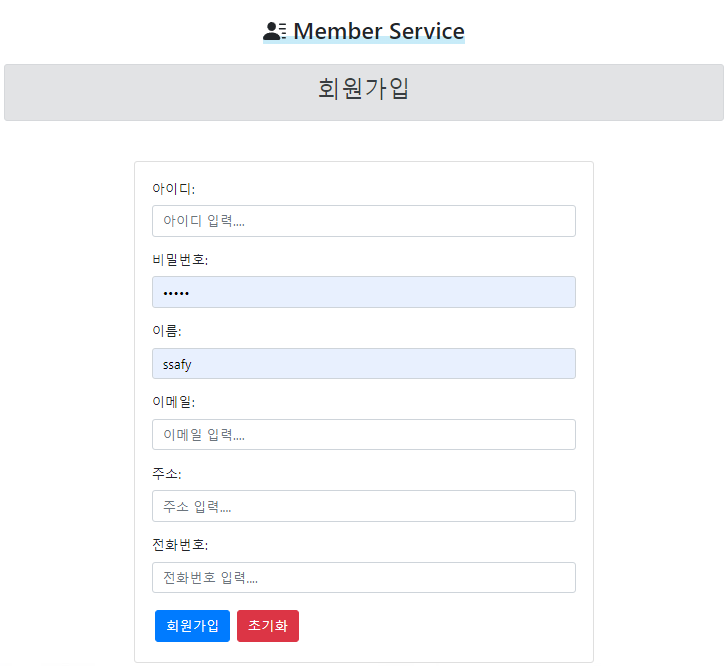 Member Service
회원가입
아이디:
아이디 입력....
비밀번호:
•••••
이름:
ssafy
이메일:
이메일 입력....
주소:
주소 입력....
전화번호:
전화번호 입력....
회원가입 초기화